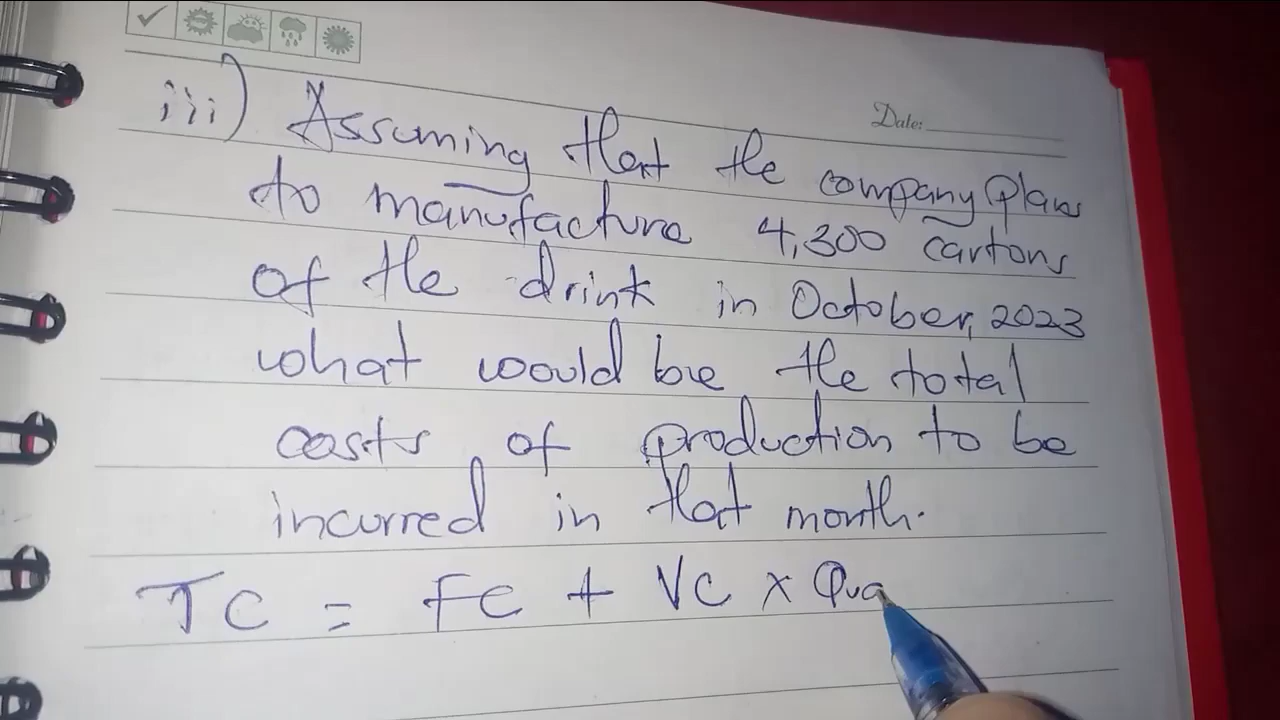 Date:
iii) Assuming that the company plans
to manufacture 4,300 cartons
of the drink in October, 2023
what would be the total
costs of production to be
incurred in that month.
TC = FC + VC x Qua